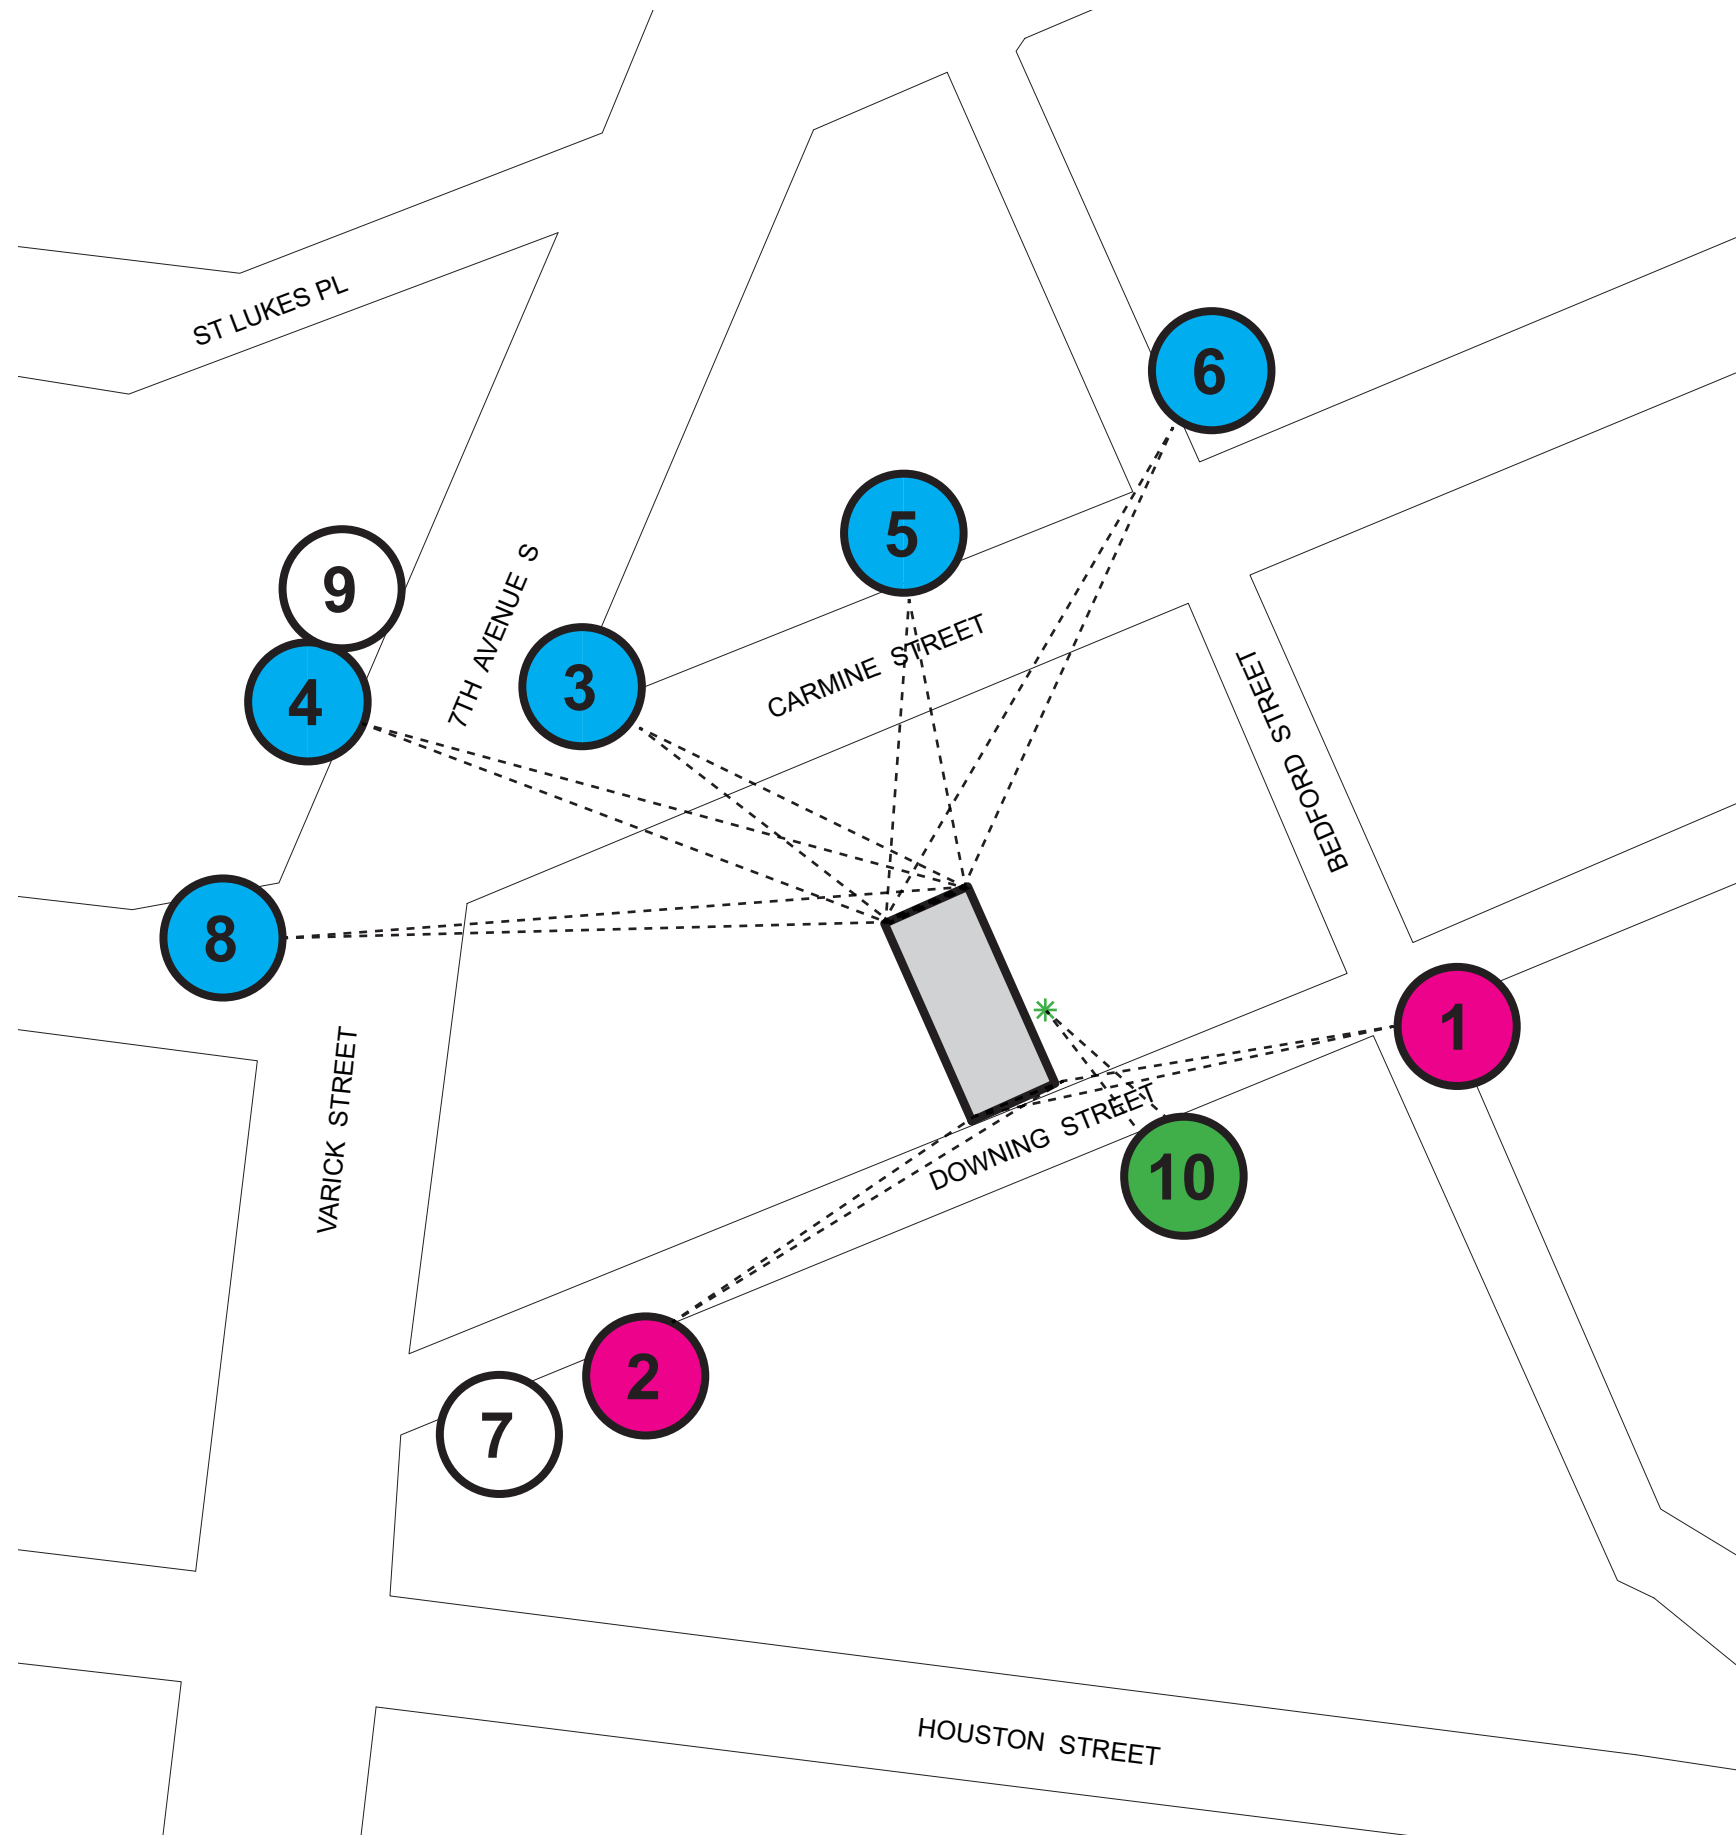 ST LUKES PL
6
5
9
7TH AVENUE S
CARMINE STREET
3
4
BEDFORD STREET
8
1
VARICK STREET
DOWNING STREET
10
2
7
HOUSTON STREET